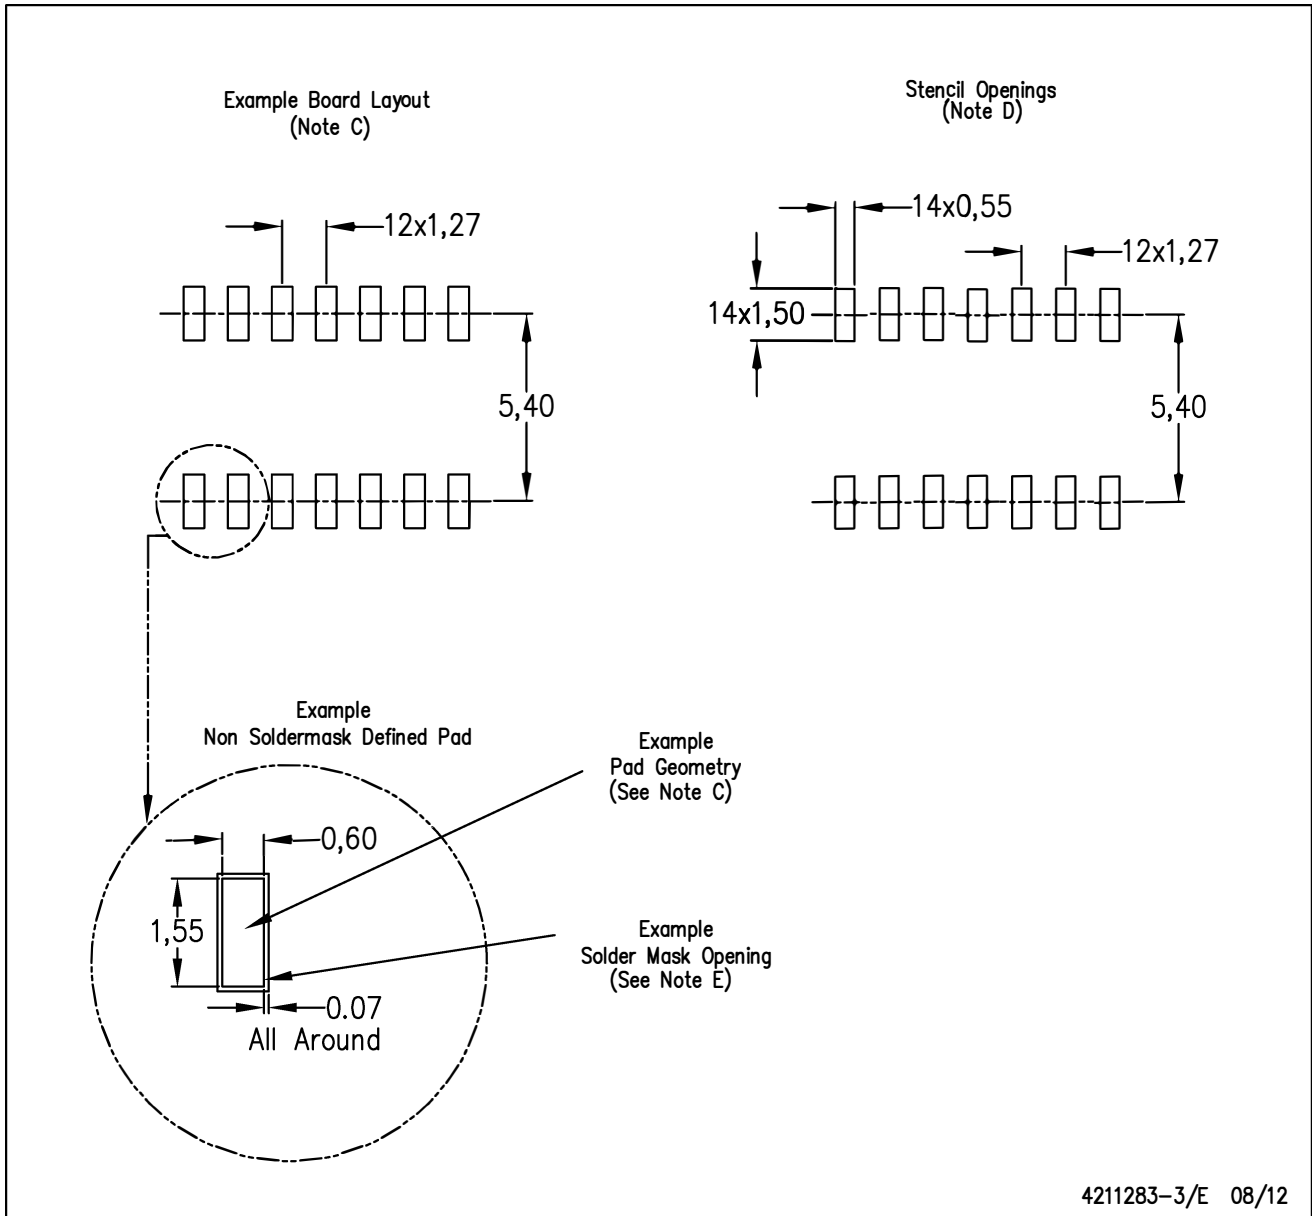 Example Board Layout
(Note C)
12x1,27
5,40
Stencil Openings
(Note D)
14x0,55
12x1,27
14x1,50
5,40
Example
Non Soldermask Defined Pad
0,60
1,55
0.07
All Around
Example
Pad Geometry
(See Note C)
Example
Solder Mask Opening
(See Note E)
4211283-3/E 08/12